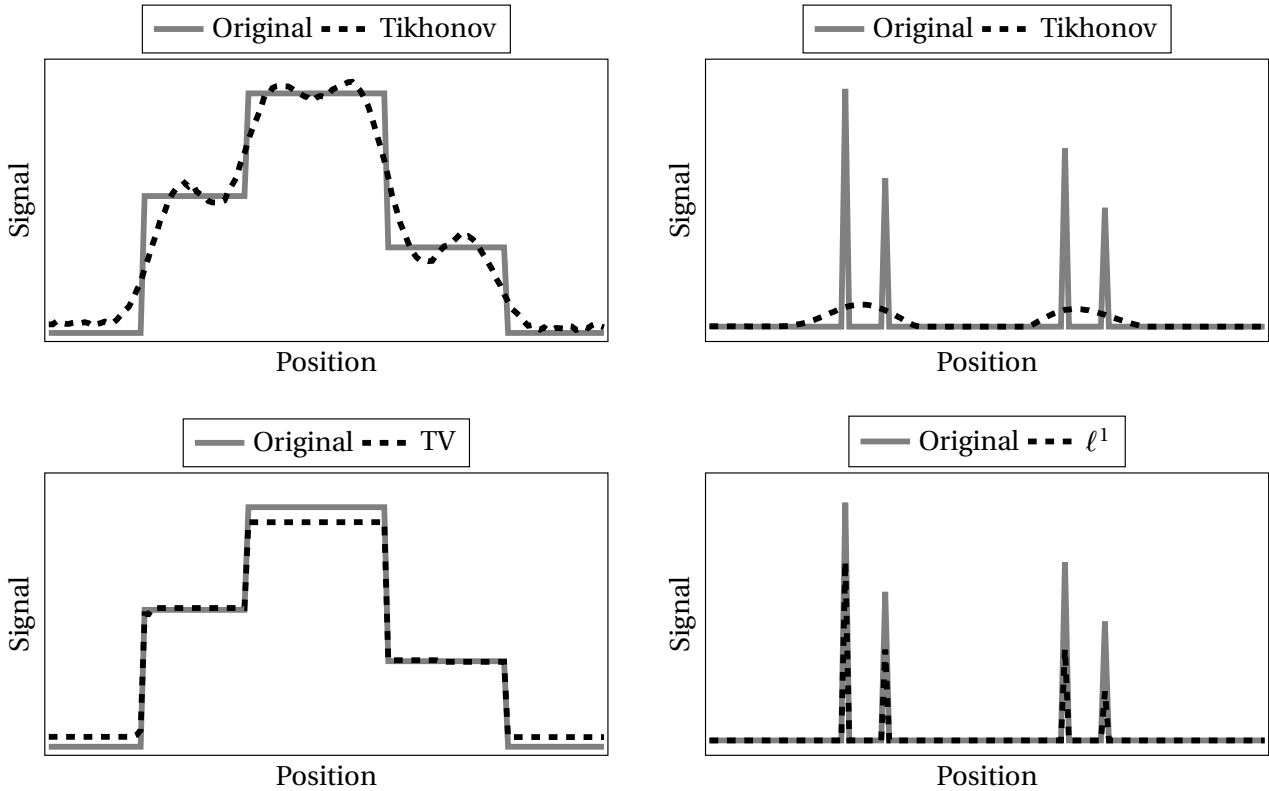 Original Tikhonov
Signal
Position
Original Tikhonov
Signal
Position
Original TV
Signal
Position
Original ℓ¹
Signal
Position